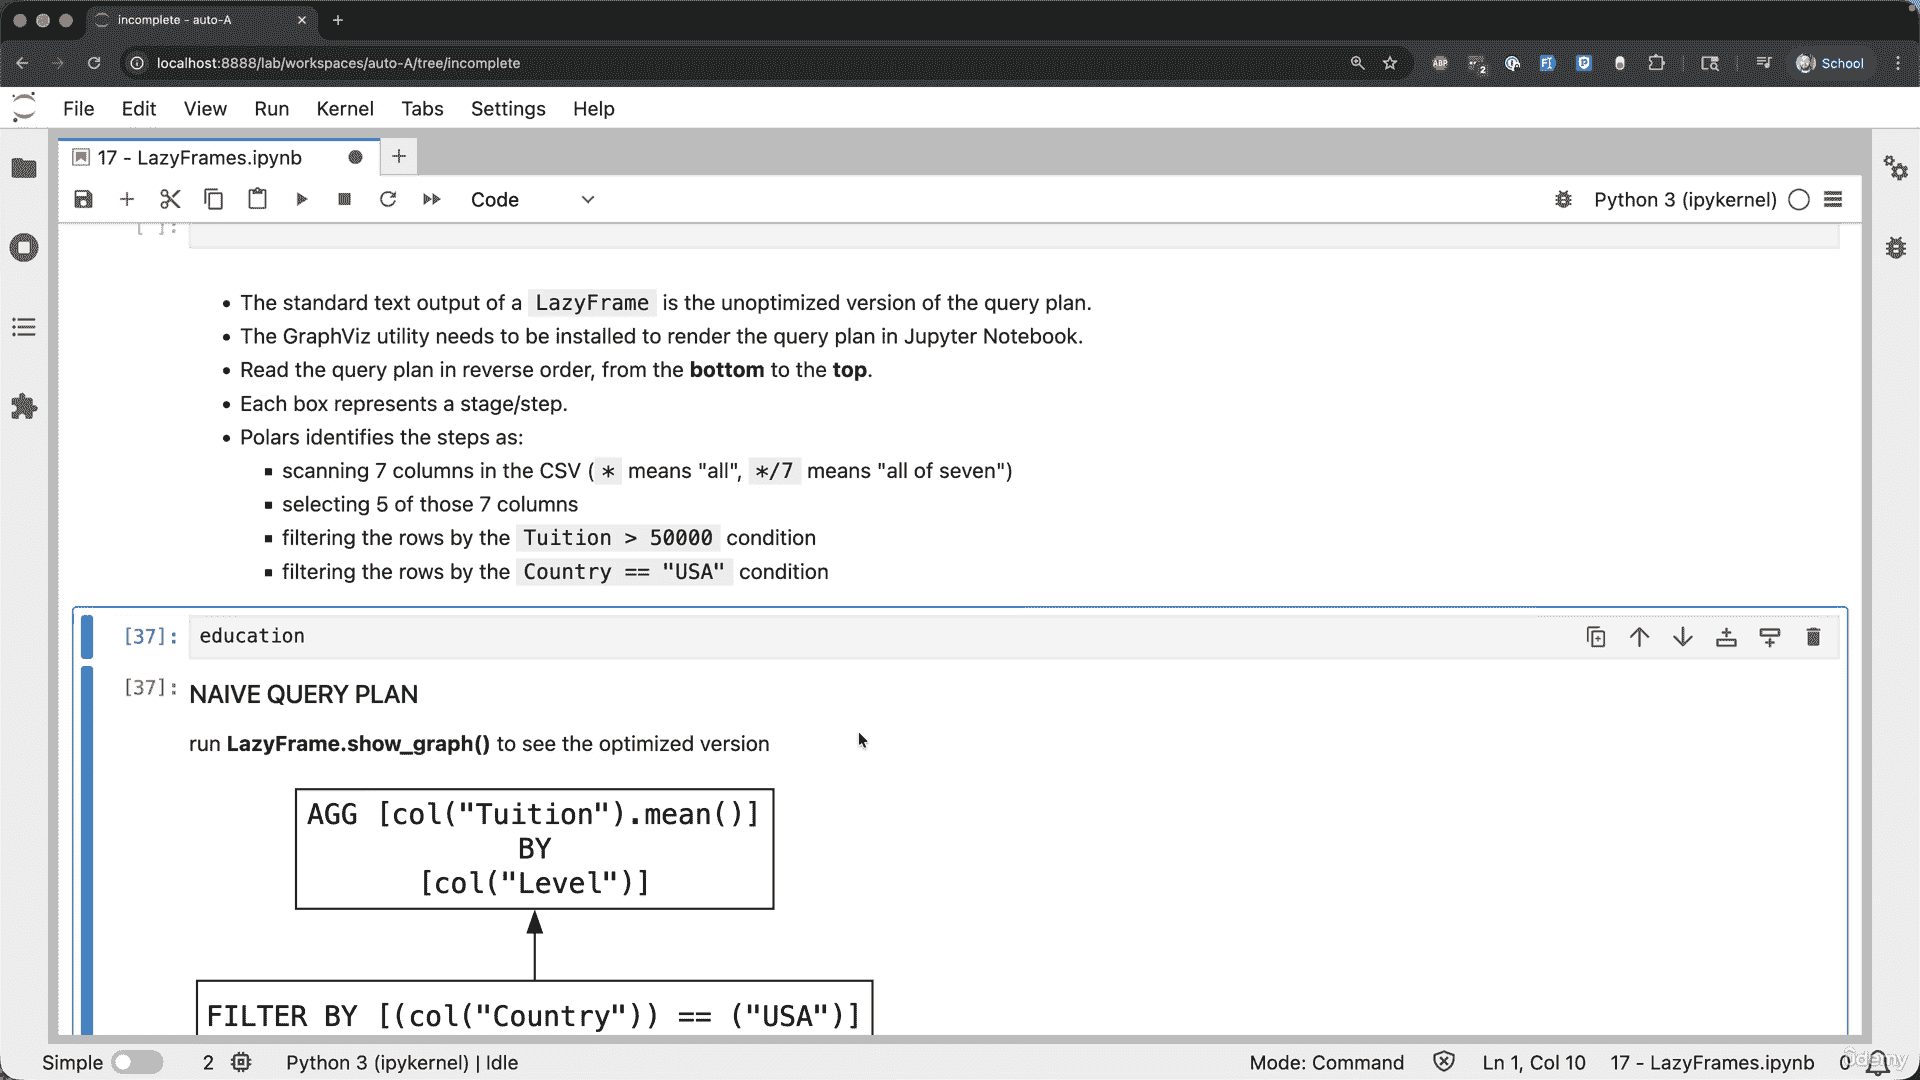 incomplete - auto-A
localhost:8888/lab/workspaces/auto-A/tree/incomplete
ABP
2
School
File Edit View Run Kernel Tabs Settings Help
17 - LazyFrames.ipynb
Code
Python 3 (ipykernel)
[ ]:
• The standard text output of a LazyFrame is the unoptimized version of the query plan.
• The GraphViz utility needs to be installed to render the query plan in Jupyter Notebook.
• Read the query plan in reverse order, from the bottom to the top.
• Each box represents a stage/step.
• Polars identifies the steps as:
▪ scanning 7 columns in the CSV ( * means "all", */7 means "all of seven")
▪ selecting 5 of those 7 columns
▪ filtering the rows by the Tuition > 50000 condition
▪ filtering the rows by the Country == "USA" condition
[37]: education
[37]: NAIVE QUERY PLAN
run LazyFrame.show_graph() to see the optimized version
AGG [col("Tuition").mean()]
BY
[col("Level")]
FILTER BY [(col("Country")) == ("USA")]
Simple 2 Python 3 (ipykernel) | Idle Mode: Command Ln 1, Col 10 17 - LazyFrames.ipynb 0
udemy